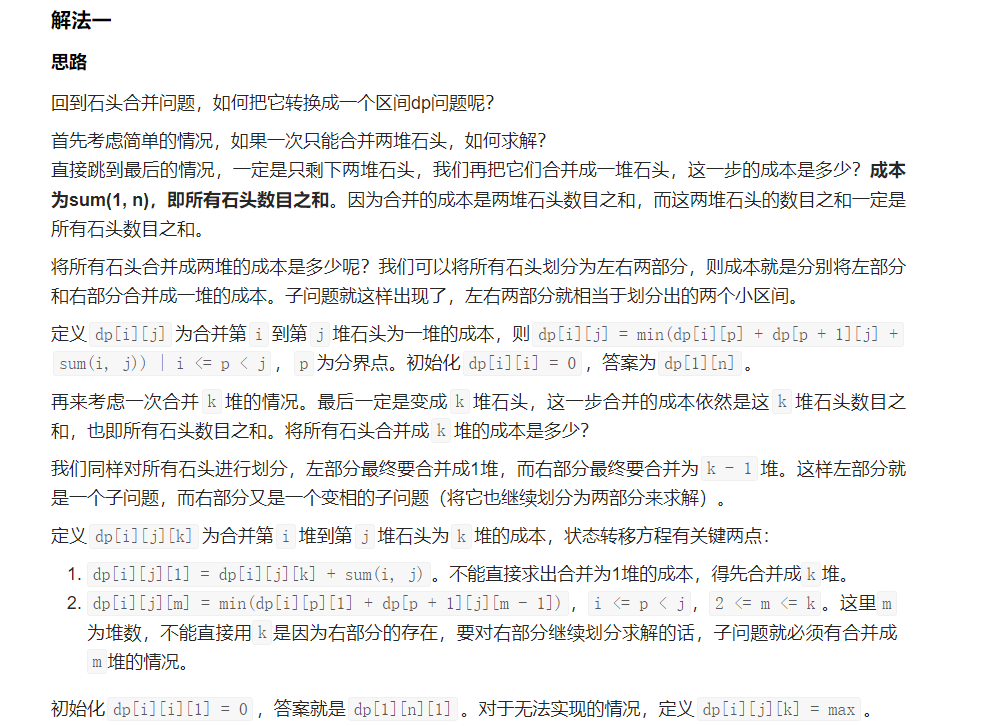 解法一
思路
回到石头合并问题，如何把它转换成一个区间dp问题呢？
首先考虑简单的情况，如果一次只能合并两堆石头，如何求解？
直接跳到最后的情况，一定是只剩下两堆石头，我们再把它们合并成一堆石头，这一步的成本是多少？成本
为sum(1, n)，即所有石头数目之和。因为合并的成本是两堆石头数目之和，而这两堆石头的数目之和一定是
所有石头数目之和。
将所有石头合并成两堆的成本是多少呢？我们可以将所有石头划分为左右两部分，则成本就是分别将左部分
和右部分合并成一堆的成本。子问题就这样出现了，左右两部分就相当于划分出的两个小区间。
定义 dp[i][j] 为合并第 i 到第 j 堆石头为一堆的成本，则 dp[i][j] = min(dp[i][p] + dp[p + 1][j] +
sum(i, j)) | i <= p < j ，p 为分界点。初始化 dp[i][i] = 0 ，答案为 dp[1][n] 。
再来考虑一次合并 k 堆的情况。最后一定是变成 k 堆石头，这一步合并的成本依然是这 k 堆石头数目之
和，也即所有石头数目之和。将所有石头合并成 k 堆的成本是多少？
我们同样对所有石头进行划分，左部分最终要合并成1堆，而右部分最终要合并为 k - 1 堆。这样左部分就
是一个子问题，而右部分又是一个变相的子问题（将它也继续划分为两部分来求解）。
定义 dp[i][j][k] 为合并第 i 堆到第 j 堆石头为 k 堆的成本，状态转移方程有关键两点：
1. dp[i][j][1] = dp[i][j][k] + sum(i, j) 。不能直接求出合并为1堆的成本，得先合并成 k 堆。
2. dp[i][j][m] = min(dp[i][p][1] + dp[p + 1][j][m - 1]) ，i <= p < j ，2 <= m <= k 。这里 m
为堆数，不能直接用 k 是因为右部分的存在，要对右部分继续划分求解的话，子问题就必须有合并成
m 堆的情况。
初始化 dp[i][i][1] = 0 ，答案就是 dp[1][n][1] 。对于无法实现的情况，定义 dp[i][j][k] = max 。